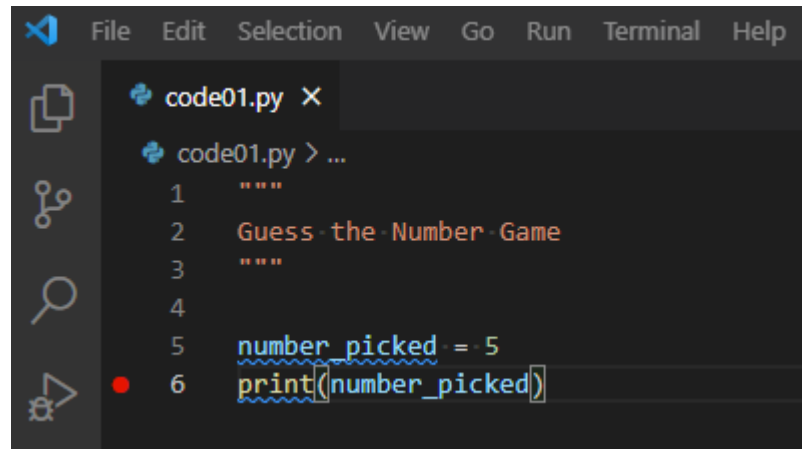 File Edit Selection View Go Run Terminal Help
code01.py
code01.py > ...
1 """
2 Guess the Number Game
3 """
4
5 number_picked = 5
6 print(number_picked)